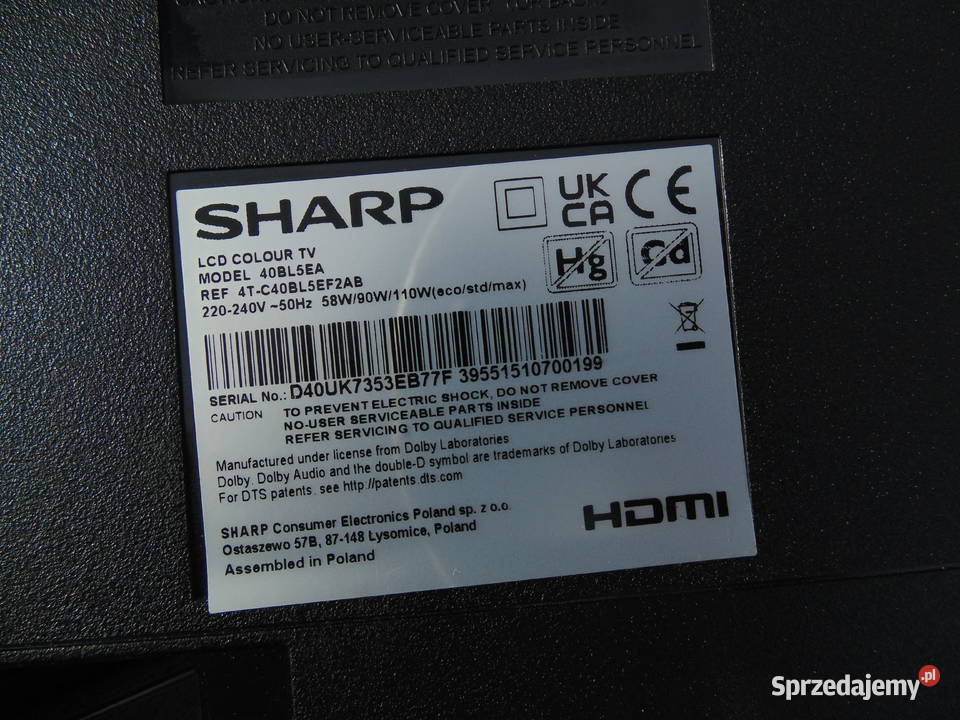 DO NOT REMOVE COVER
NO USER-SERVICEABLE PARTS INSIDE
REFER SERVICING TO QUALIFIED SERVICE PERSONNEL
SHARP
UK
CA
CE
LCD COLOUR TV
MODEL 40BL5EA
REF 4T-C40BL5EF2AB
220-240V ~50Hz 58W/90W/110W(eco/std/max)
Hg
Cd
SERIAL No.: D40UK7353EB77F 39551510700199
CAUTION TO PREVENT ELECTRIC SHOCK, DO NOT REMOVE COVER
NO-USER SERVICEABLE PARTS INSIDE
REFER SERVICING TO QUALIFIED SERVICE PERSONNEL
Manufactured under license from Dolby Laboratories
Dolby, Dolby Audio and the double-D symbol are trademarks of Dolby Laboratories
For DTS patents, see http://patents.dts.com
SHARP Consumer Electronics Poland sp. z o.o.
Ostaszewo 57B, 87-148 Lysomice, Poland
Assembled in Poland
HDMI
Sprzedajemy.pl